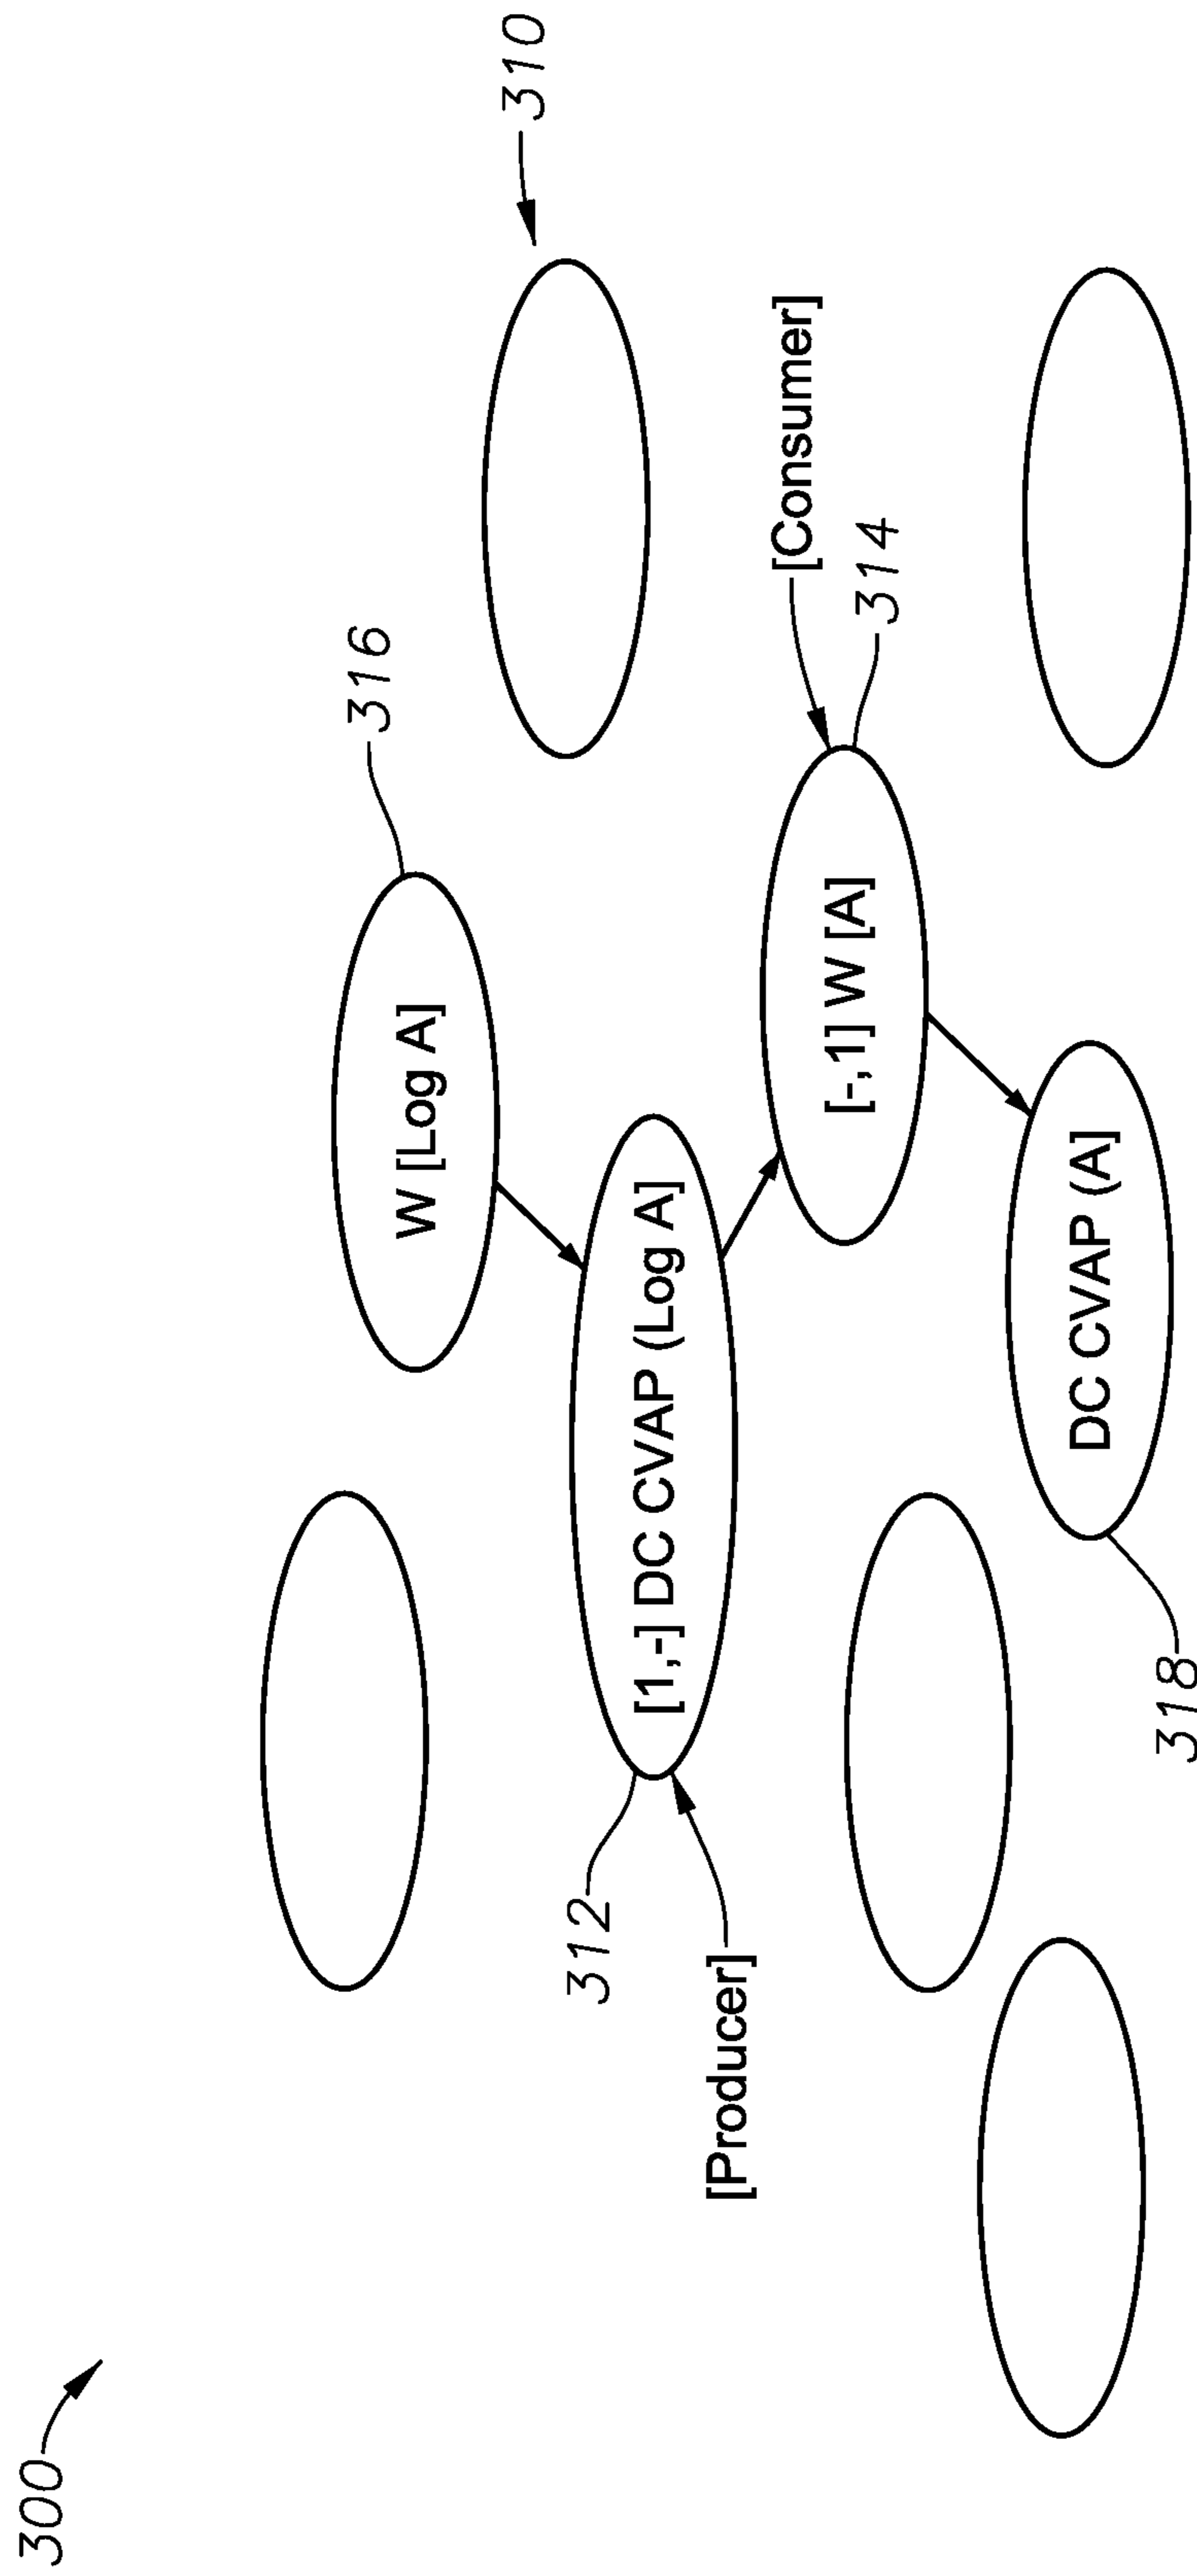 300
310
316
W [Log A]
[Consumer]
314
312
[1,-] DC CVAP (Log A]
[-,1] W [A]
[Producer]
DC CVAP (A]
318